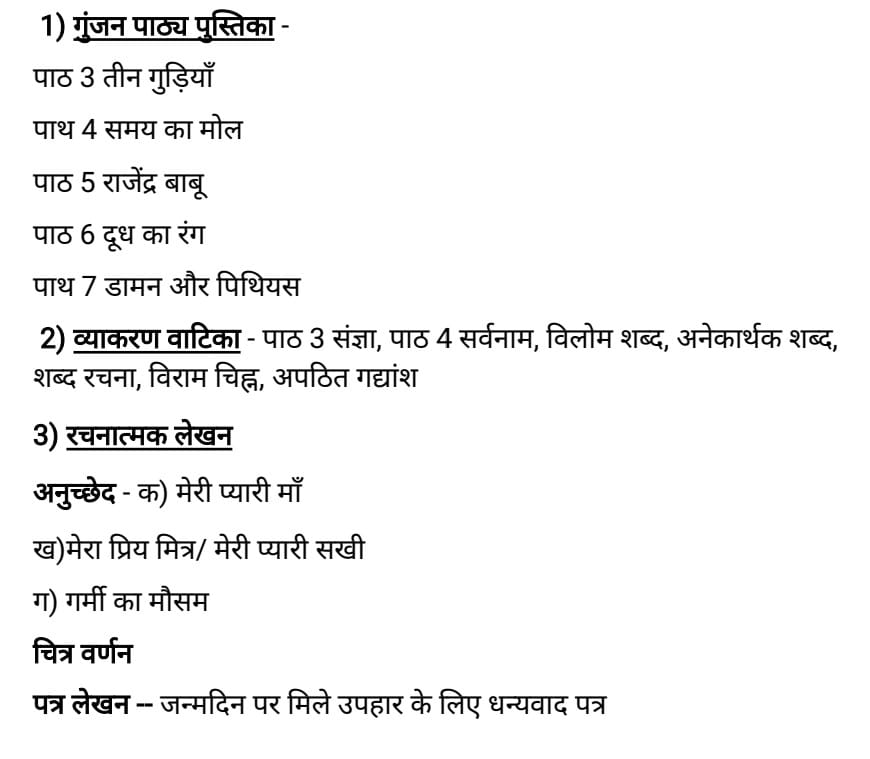 1) गुंजन पाठ्य पुस्तिका -
पाठ 3 तीन गुड़ियाँ
पाथ 4 समय का मोल
पाठ 5 राजेंद्र बाबू
पाठ 6 दूध का रंग
पाथ 7 डामन और पिथियस
2) व्याकरण वाटिका - पाठ 3 संज्ञा, पाठ 4 सर्वनाम, विलोम शब्द, अनेकार्थक शब्द,
शब्द रचना, विराम चिह्न, अपठित गद्यांश
3) रचनात्मक लेखन
अनुच्छेद - क) मेरी प्यारी माँ
ख)मेरा प्रिय मित्र/ मेरी प्यारी सखी
ग) गर्मी का मौसम
चित्र वर्णन
पत्र लेखन -- जन्मदिन पर मिले उपहार के लिए धन्यवाद पत्र